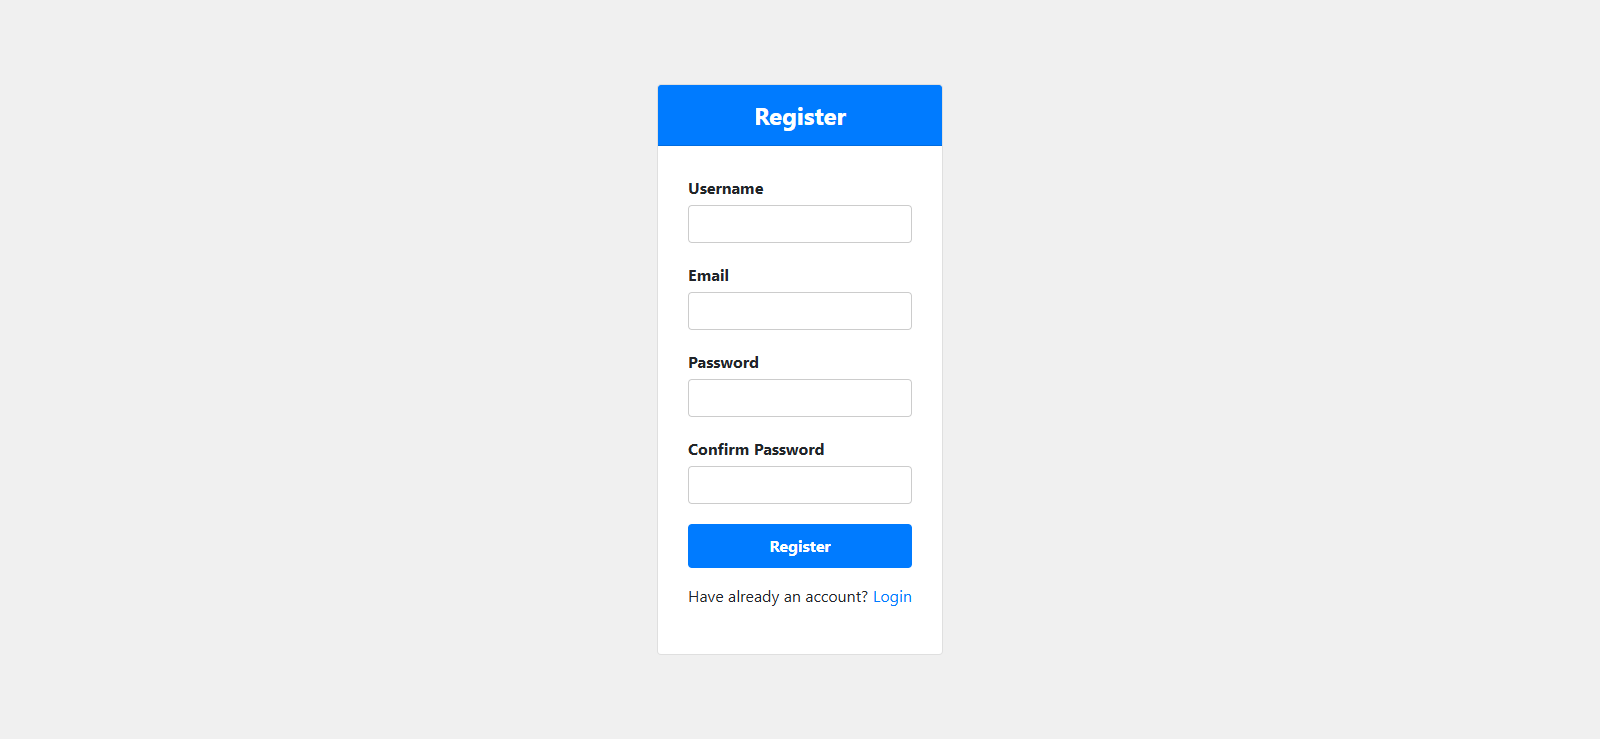 Register
Username
Email
Password
Confirm Password
Register
Have already an account? Login